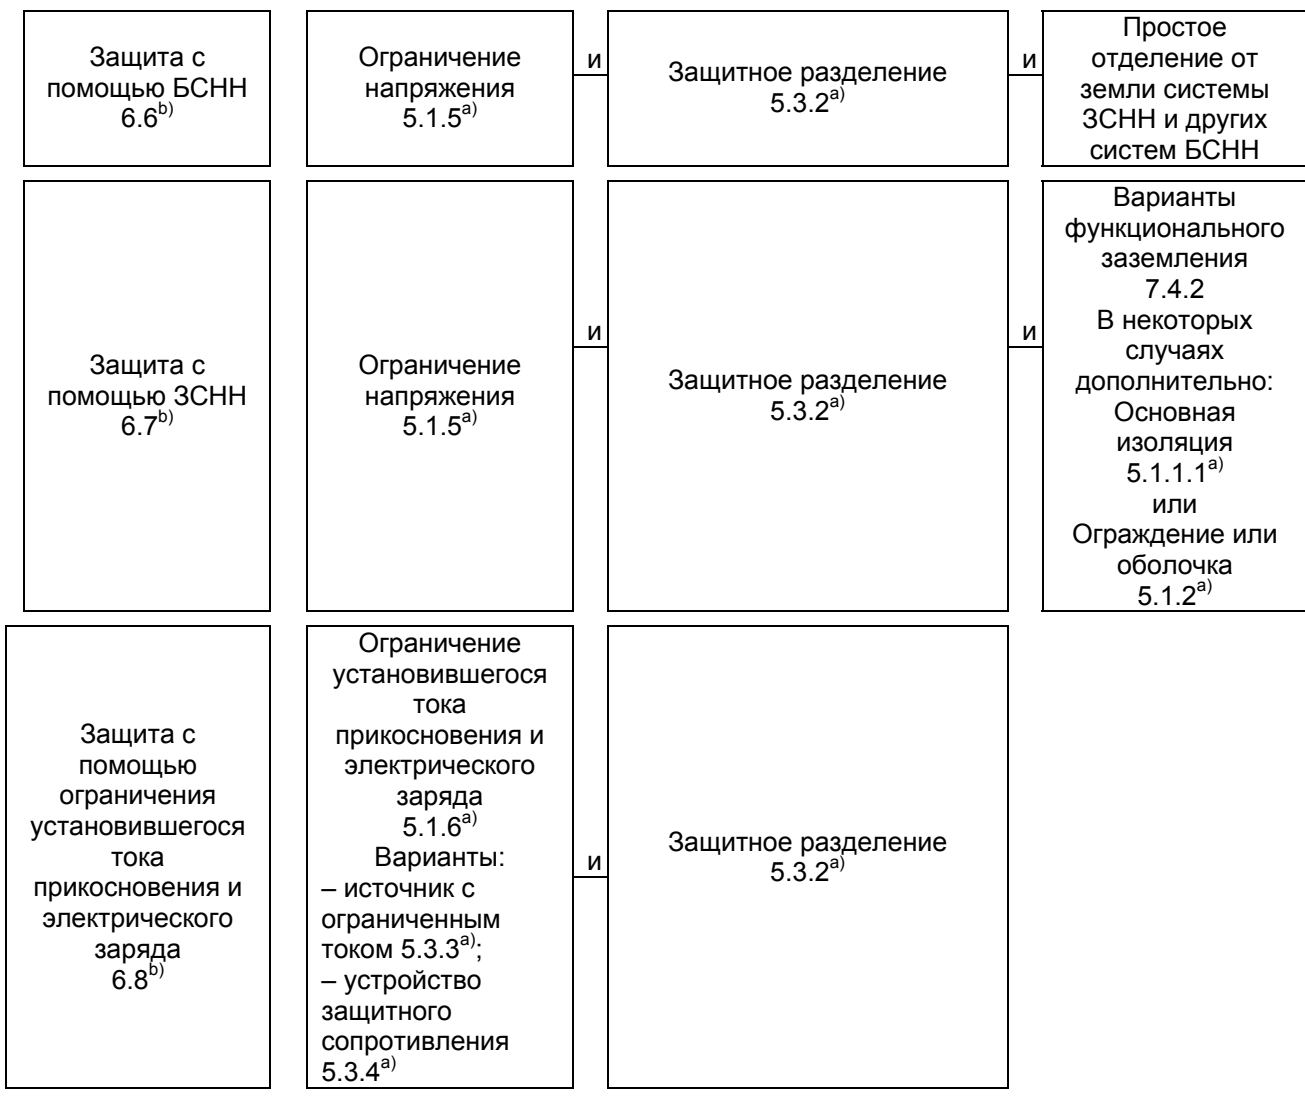 Защита с
помощью БСНН
6.6b)
Ограничение
напряжения
5.1.5a)
и
Защитное разделение
5.3.2a)
и
Простое
отделение от
земли системы
ЗСНН и других
систем БСНН
Защита с
помощью ЗСНН
6.7b)
Ограничение
напряжения
5.1.5a)
и
Защитное разделение
5.3.2a)
и
Варианты
функционального
заземления
7.4.2
В некоторых
случаях
дополнительно:
Основная
изоляция
5.1.1.1a)
или
Ограждение или
оболочка
5.1.2a)
Защита с
помощью
ограничения
установившегося
тока
прикосновения и
электрического
заряда
6.8b)
Ограничение
установившегося
тока
прикосновения и
электрического
заряда
5.1.6a)
Варианты:
– источник с
ограниченным
током 5.3.3a);
– устройство
защитного
сопротивления
5.3.4a)
и
Защитное разделение
5.3.2a)